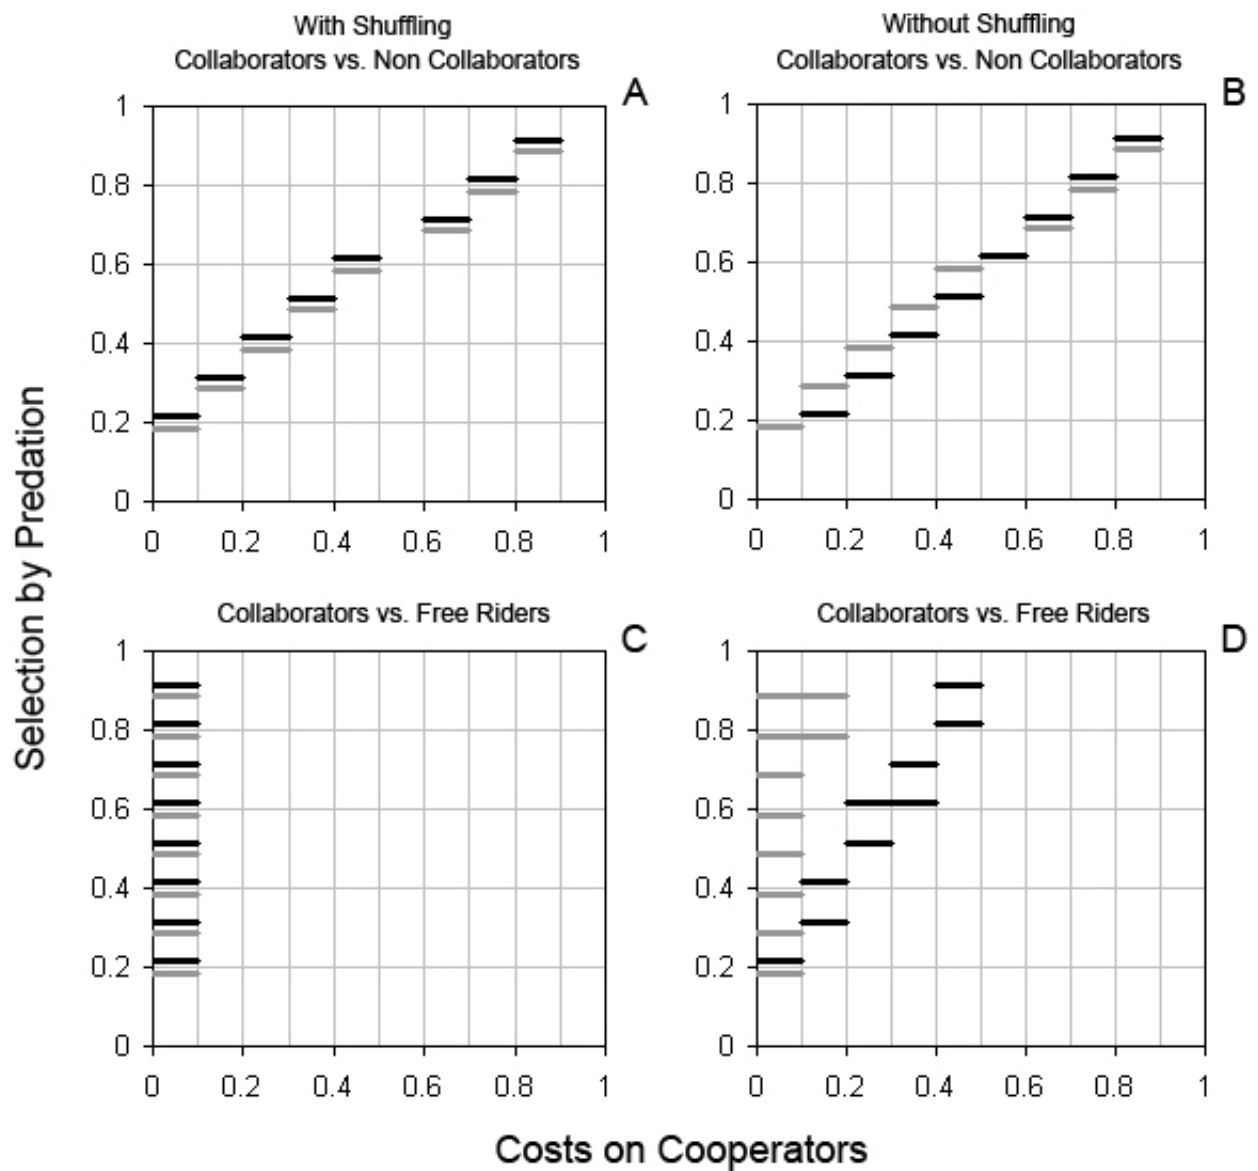 With Shuffling
Collaborators vs. Non Collaborators
A
1
0.8
0.6
0.4
0.2
0
0 0.2 0.4 0.6 0.8 1
Without Shuffling
Collaborators vs. Non Collaborators
B
1
0.8
0.6
0.4
0.2
0
0 0.2 0.4 0.6 0.8 1
Selection by Predation
Collaborators vs. Free Riders
C
1
0.8
0.6
0.4
0.2
0
0 0.2 0.4 0.6 0.8 1
Collaborators vs. Free Riders
D
1
0.8
0.6
0.4
0.2
0
0 0.2 0.4 0.6 0.8 1
Costs on Cooperators